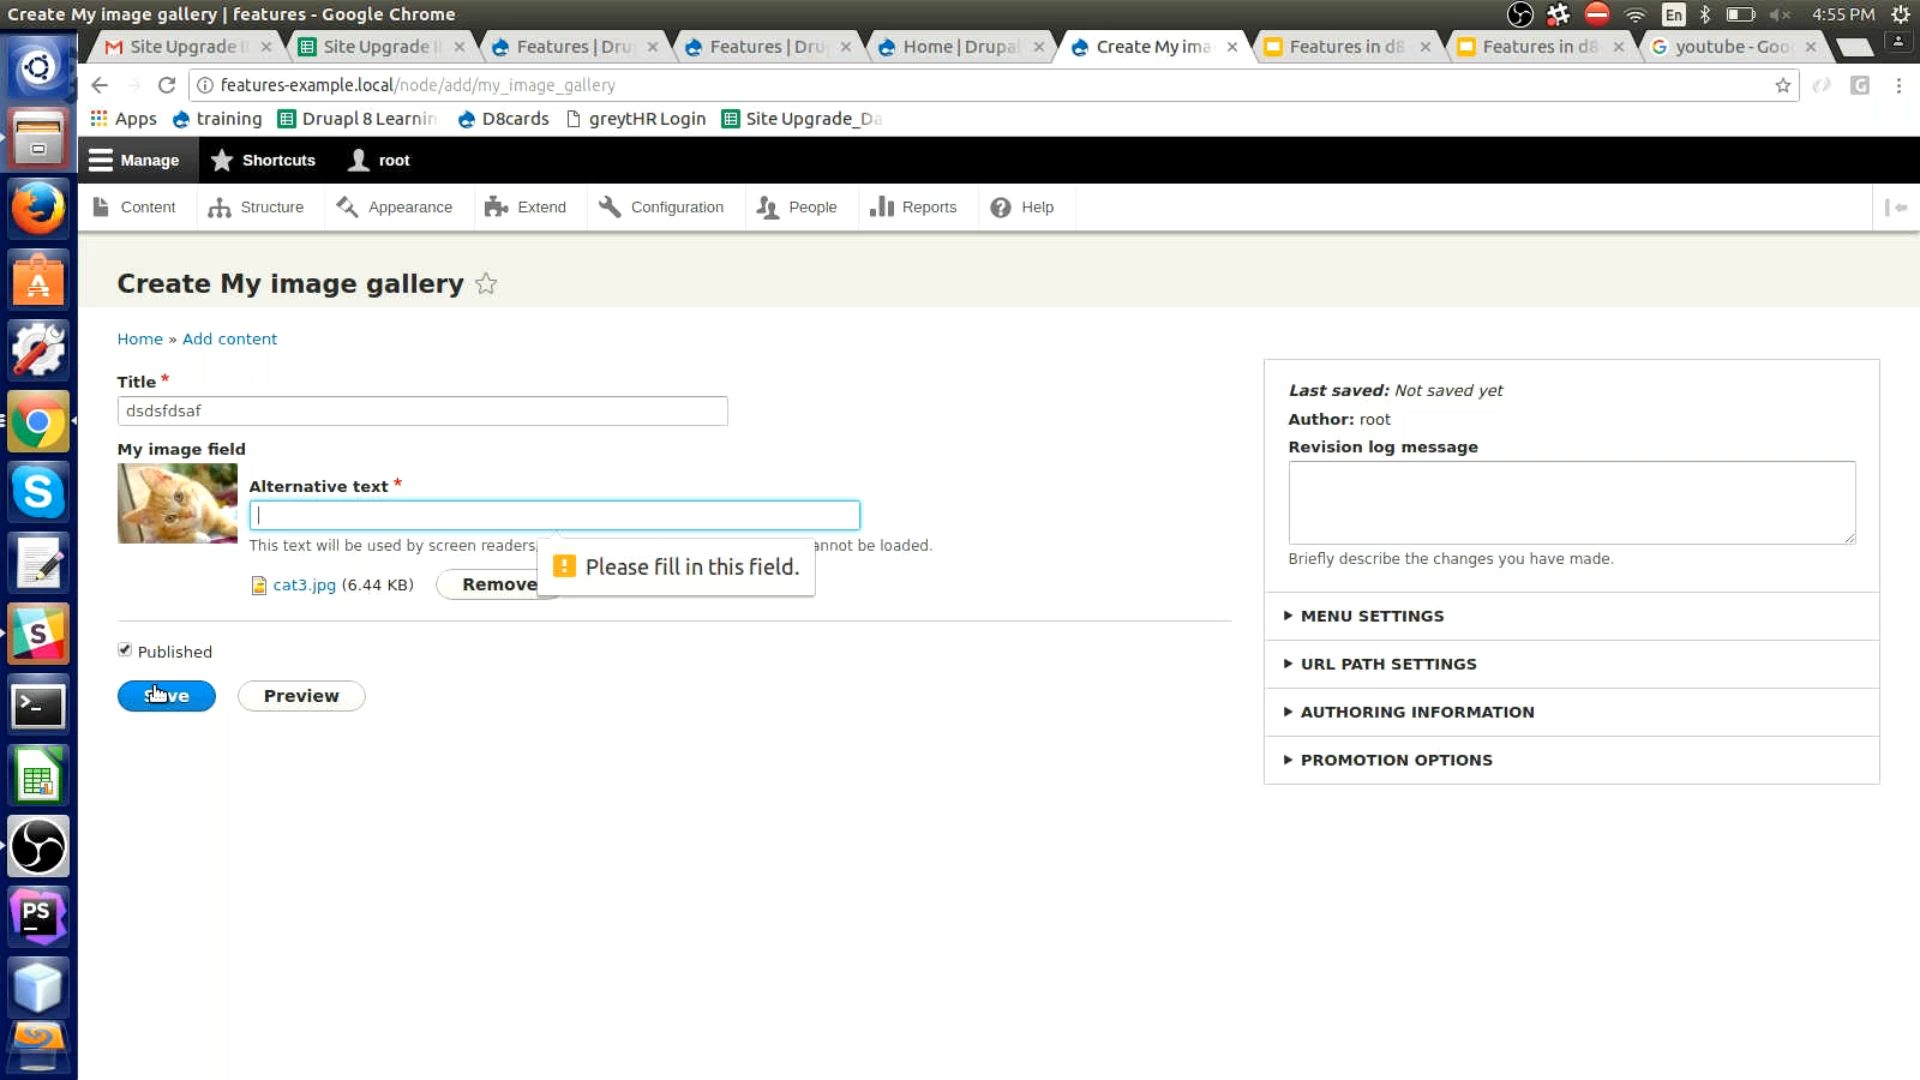 Create My image gallery | features - Google Chrome
En
4:55 PM
Site Upgrade
Site Upgrade
Features | Dru
Features | Dru
Home | Drupal
Create My ima
Features in d8
Features in d8
youtube - Goo
features-example.local/node/add/my_image_gallery
Apps
training
Druapl 8 Learnin
D8cards
greytHR Login
Site Upgrade_Da
Manage
Shortcuts
root
Content
Structure
Appearance
Extend
Configuration
People
Reports
Help
Create My image gallery
Home » Add content
Title *
dsdsfdsaf
My image field
Alternative text *
This text will be used by screen readers, annot be loaded.
Please fill in this field.
cat3.jpg (6.44 KB)
Remove
Published
Save
Preview
Last saved: Not saved yet
Author: root
Revision log message
Briefly describe the changes you have made.
MENU SETTINGS
URL PATH SETTINGS
AUTHORING INFORMATION
PROMOTION OPTIONS
PS